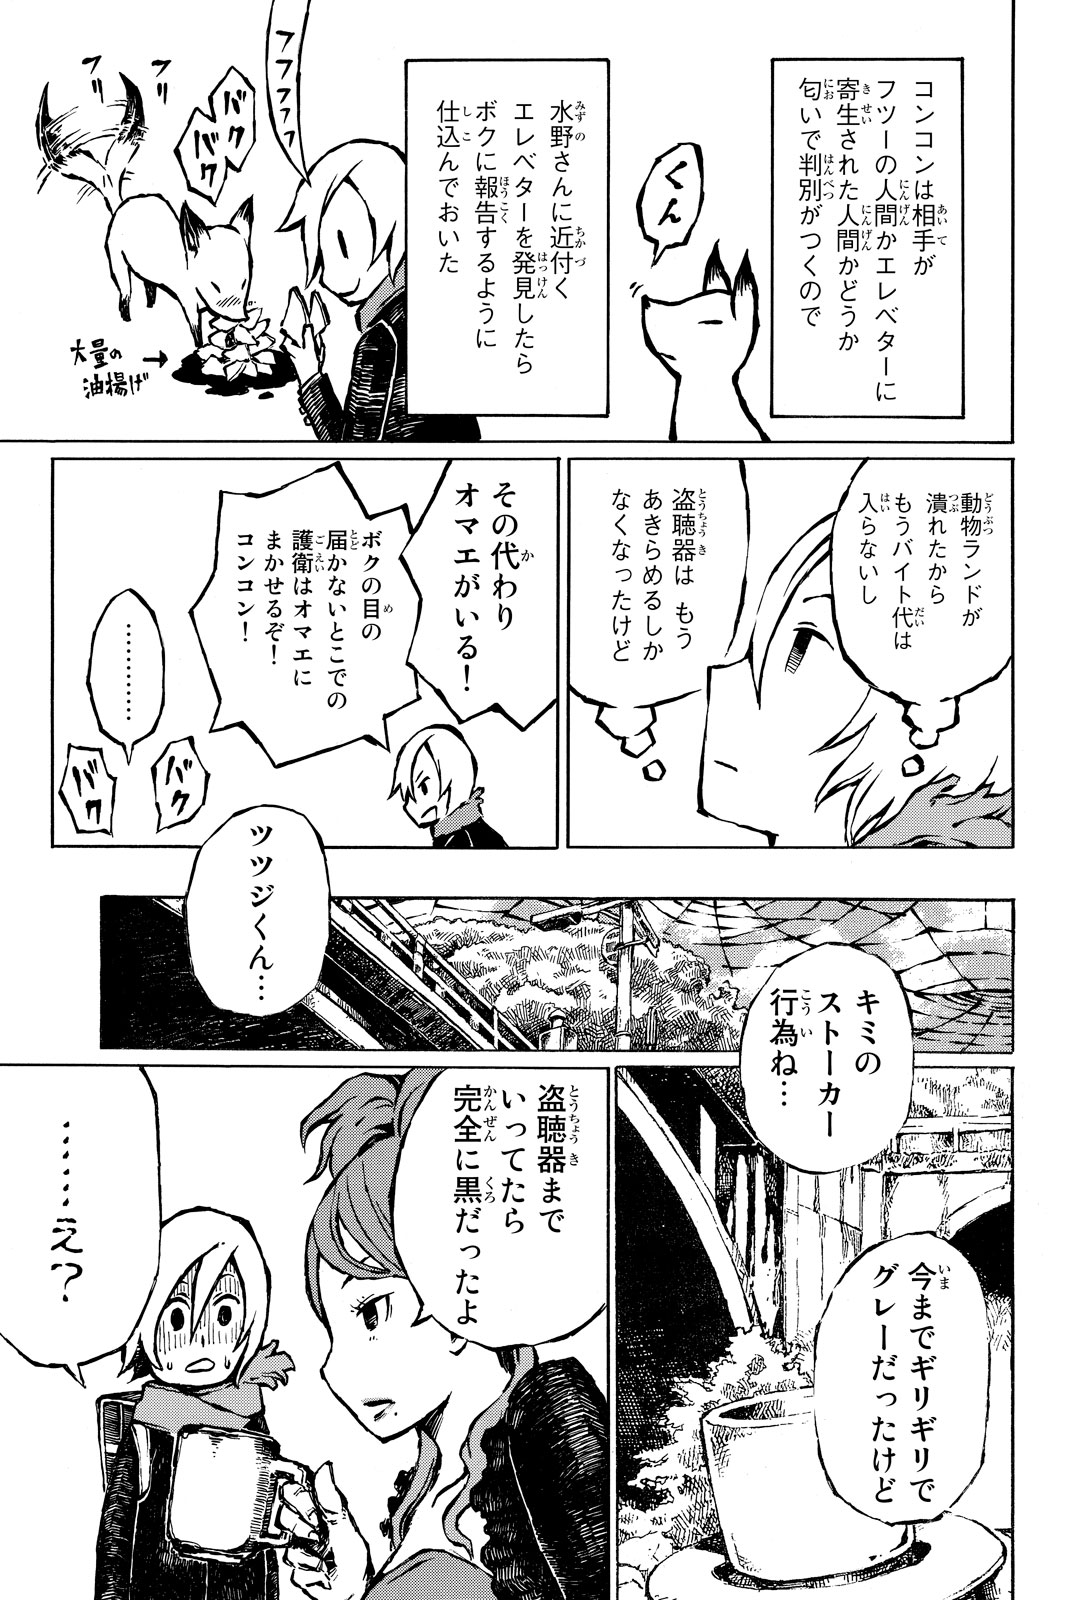 コンコンは相手が
フツーの人間かエレベターに
寄生された人間かどうか
匂いで判別がつくので
くん
水野さんに近付く
エレベターを発見したら
ボクに報告するように
仕込んでおいた
フフフフッ
バク
バク
フ"
フ"
大量の
油揚げ
動物ランドが
潰れたから
もうバイト代は
入らないし
盗聴器は もう
あきらめるしか
なくなったけど
その代わり
オマエがいる!
ボクの目の
届かないとこでの
護衛はオマエに
まかせるぞ!
コンコン!
…………
バク
バク
ツツジくん…
キミの
ストーカー
行為ね…
今までギリギリで
グレーだったけど
盗聴器まで
いってたら
完全に黒だったよ
……え?